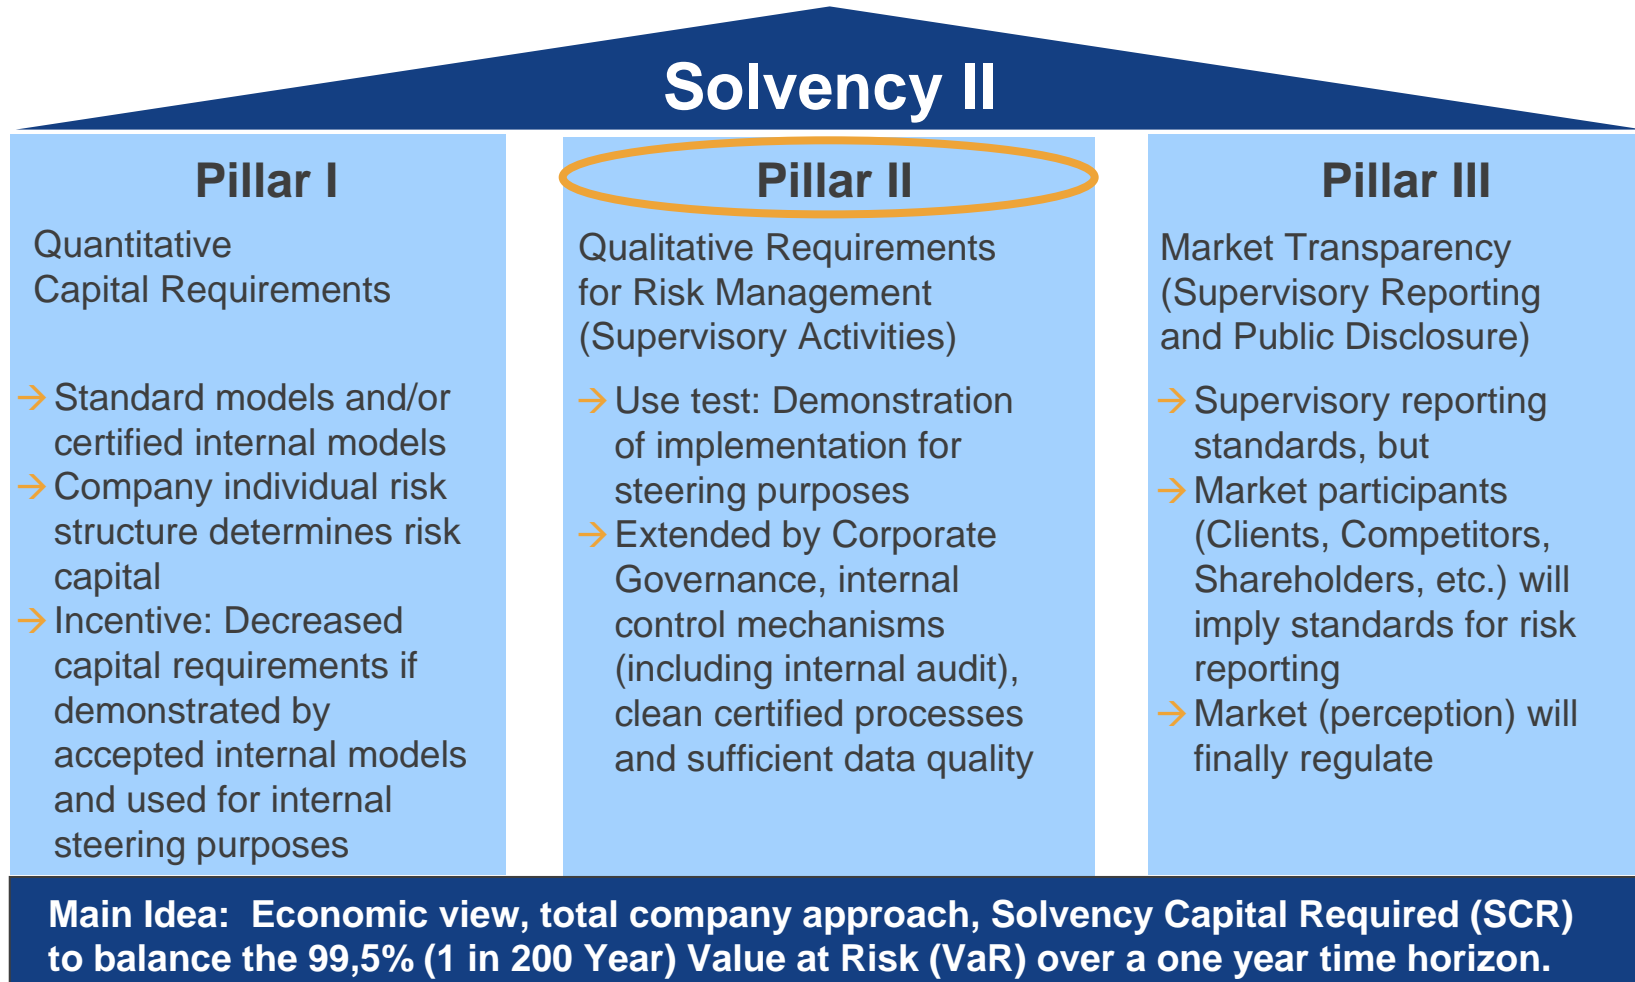 Solvency II
Pillar I
Quantitative
Capital Requirements
→ Standard models and/or
certified internal models
→ Company individual risk
structure determines risk
capital
→ Incentive: Decreased
capital requirements if
demonstrated by
accepted internal models
and used for internal
steering purposes
Pillar II
Qualitative Requirements
for Risk Management
(Supervisory Activities)
→ Use test: Demonstration
of implementation for
steering purposes
→ Extended by Corporate
Governance, internal
control mechanisms
(including internal audit),
clean certified processes
and sufficient data quality
Pillar III
Market Transparency
(Supervisory Reporting
and Public Disclosure)
→ Supervisory reporting
standards, but
→ Market participants
(Clients, Competitors,
Shareholders, etc.) will
imply standards for risk
reporting
→ Market (perception) will
finally regulate
Main Idea: Economic view, total company approach, Solvency Capital Required (SCR)
to balance the 99,5% (1 in 200 Year) Value at Risk (VaR) over a one year time horizon.